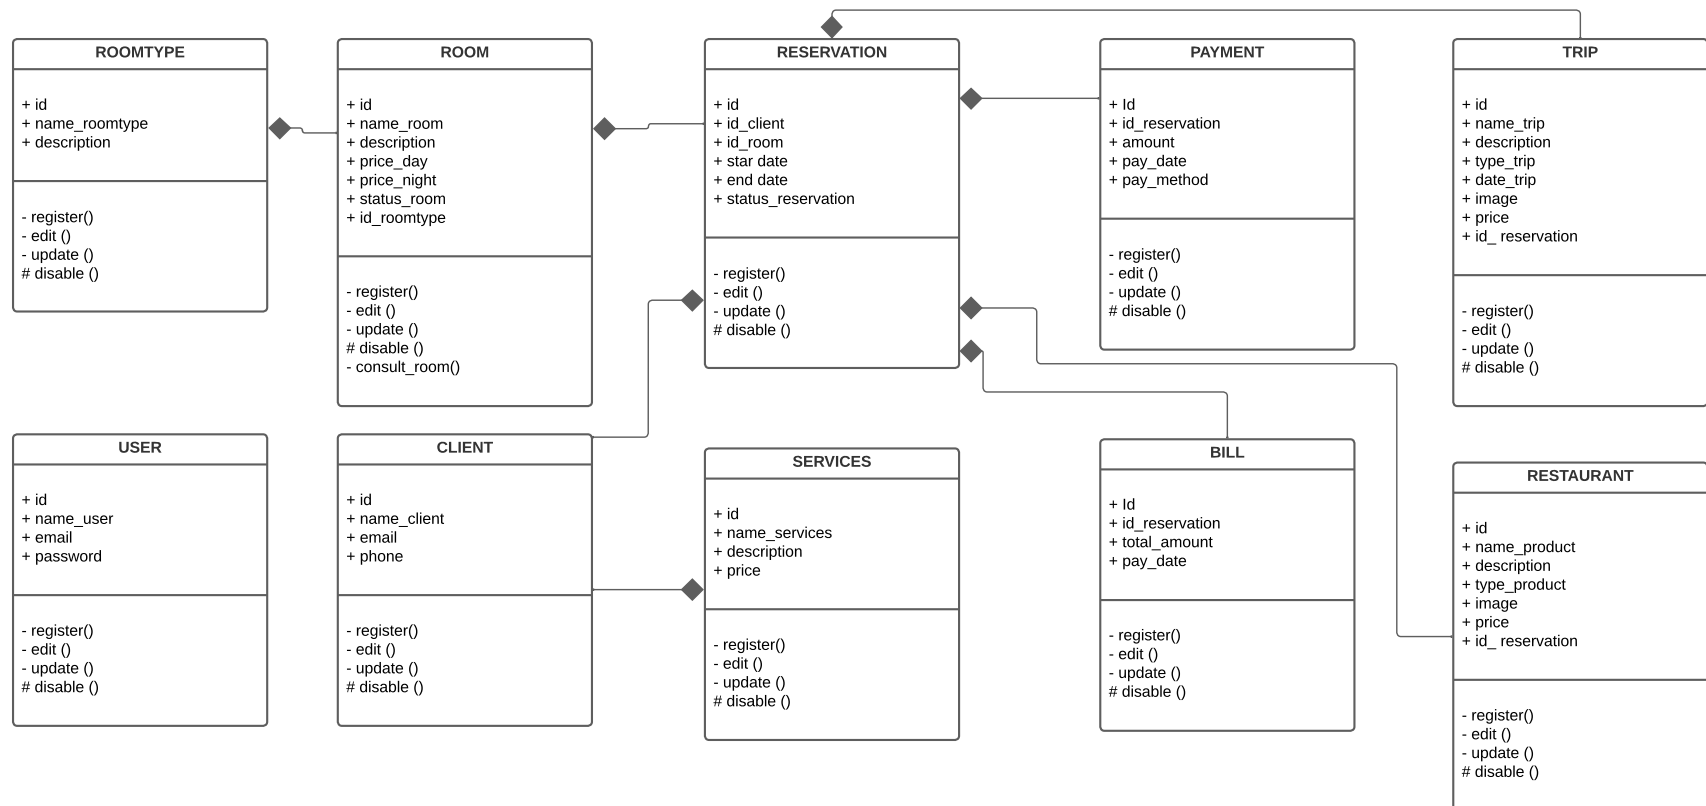 ROOMTYPE
+ id
+ name_roomtype
+ description
- register()
- edit ()
- update ()
# disable ()
ROOM
+ id
+ name_room
+ description
+ price_day
+ price_night
+ status_room
+ id_roomtype
- register()
- edit ()
- update ()
# disable ()
- consult_room()
RESERVATION
+ id
+ id_client
+ id_room
+ star date
+ end date
+ status_reservation
- register()
- edit ()
- update ()
# disable ()
PAYMENT
+ Id
+ id_reservation
+ amount
+ pay_date
+ pay_method
- register()
- edit ()
- update ()
# disable ()
TRIP
+ id
+ name_trip
+ description
+ type_trip
+ date_trip
+ image
+ price
+ id_ reservation
- register()
- edit ()
- update ()
# disable ()
USER
+ id
+ name_user
+ email
+ password
- register()
- edit ()
- update ()
# disable ()
CLIENT
+ id
+ name_client
+ email
+ phone
- register()
- edit ()
- update ()
# disable ()
SERVICES
+ id
+ name_services
+ description
+ price
- register()
- edit ()
- update ()
# disable ()
BILL
+ Id
+ id_reservation
+ total_amount
+ pay_date
- register()
- edit ()
- update ()
# disable ()
RESTAURANT
+ id
+ name_product
+ description
+ type_product
+ image
+ price
+ id_ reservation
- register()
- edit ()
- update ()
# disable ()